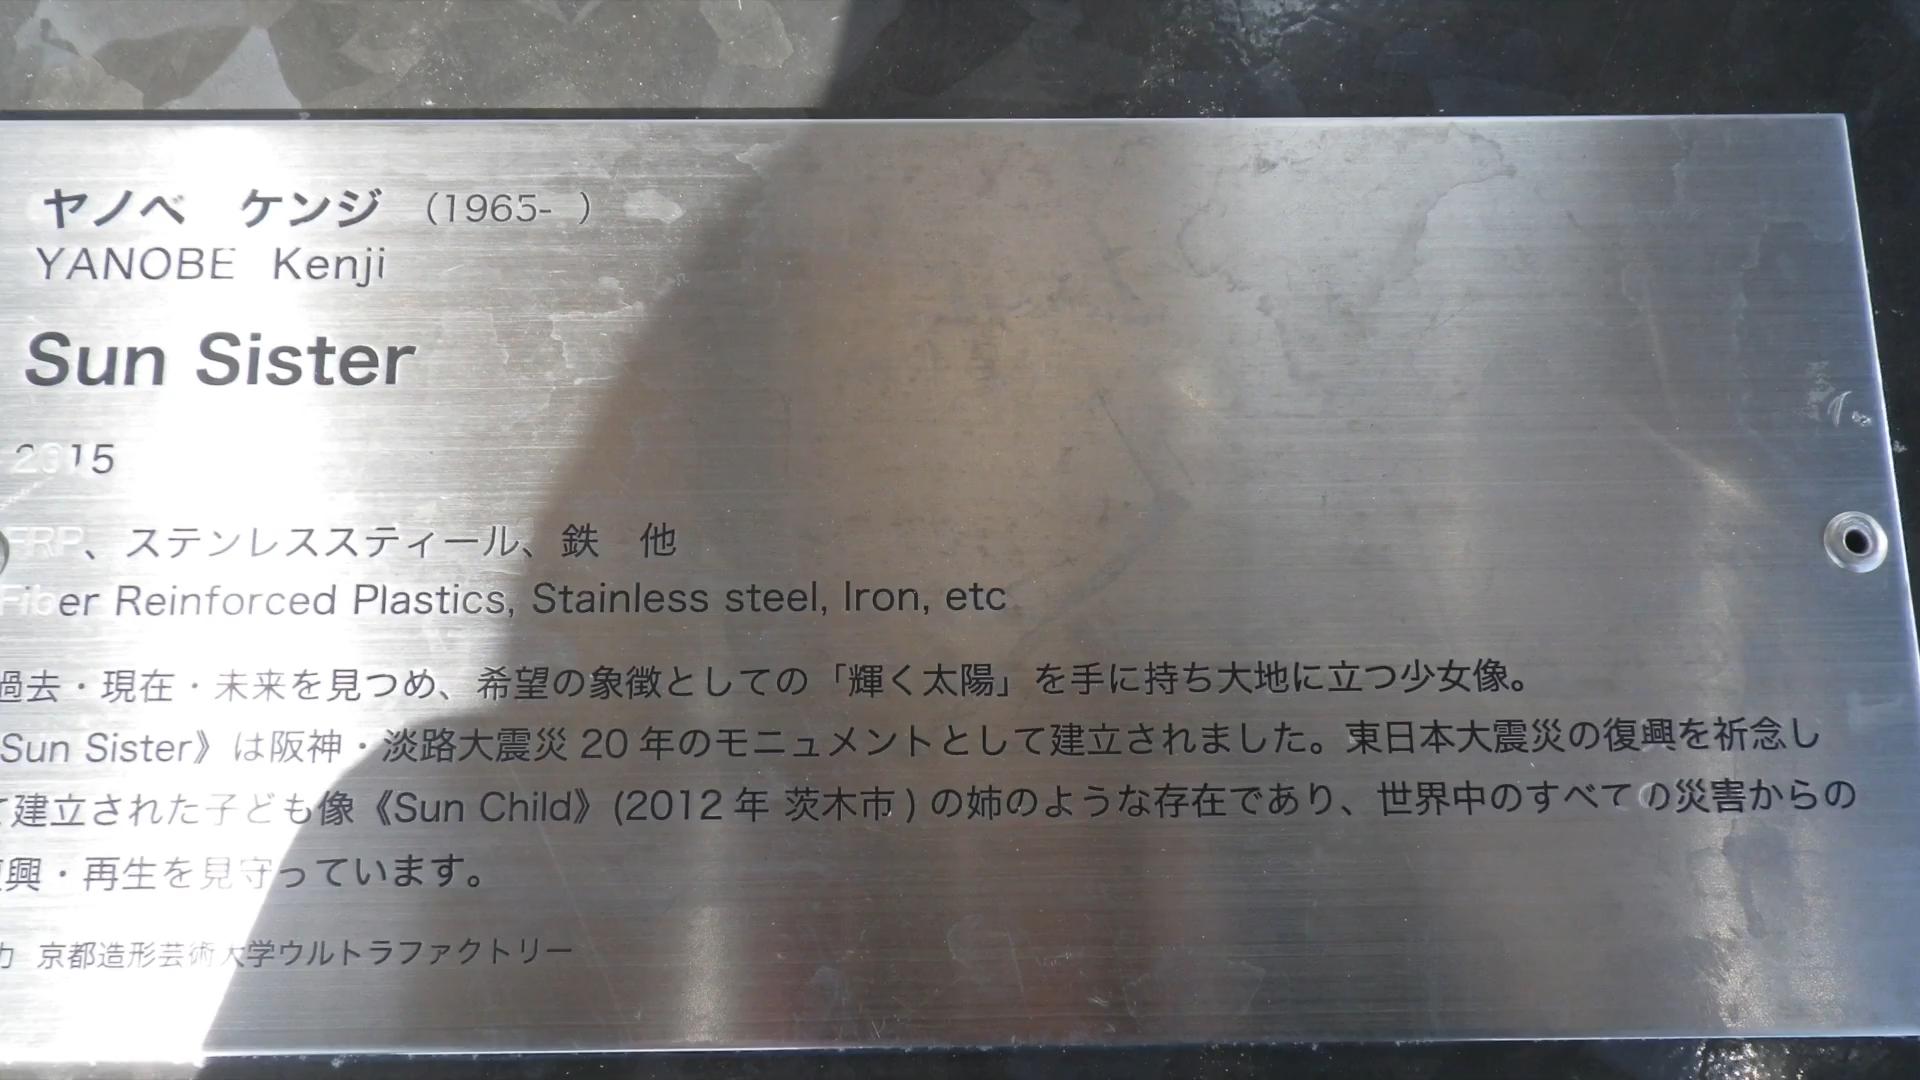 ヤノベ　ケンジ （1965-  ）
YANOBE Kenji
Sun Sister
2015
FRP、ステンレススティール、鉄　他
Fiber Reinforced Plastics, Stainless steel, Iron, etc
過去・現在・未来を見つめ、希望の象徴としての「輝く太陽」を手に持ち大地に立つ少女像。
Sun Sister》は阪神・淡路大震災 20 年のモニュメントとして建立されました。東日本大震災の復興を祈念し
て建立された子ども像《Sun Child》(2012 年 茨木市 ) の姉のような存在であり、世界中のすべての災害からの
復興・再生を見守っています。
力 京都造形芸術大学ウルトラファクトリー